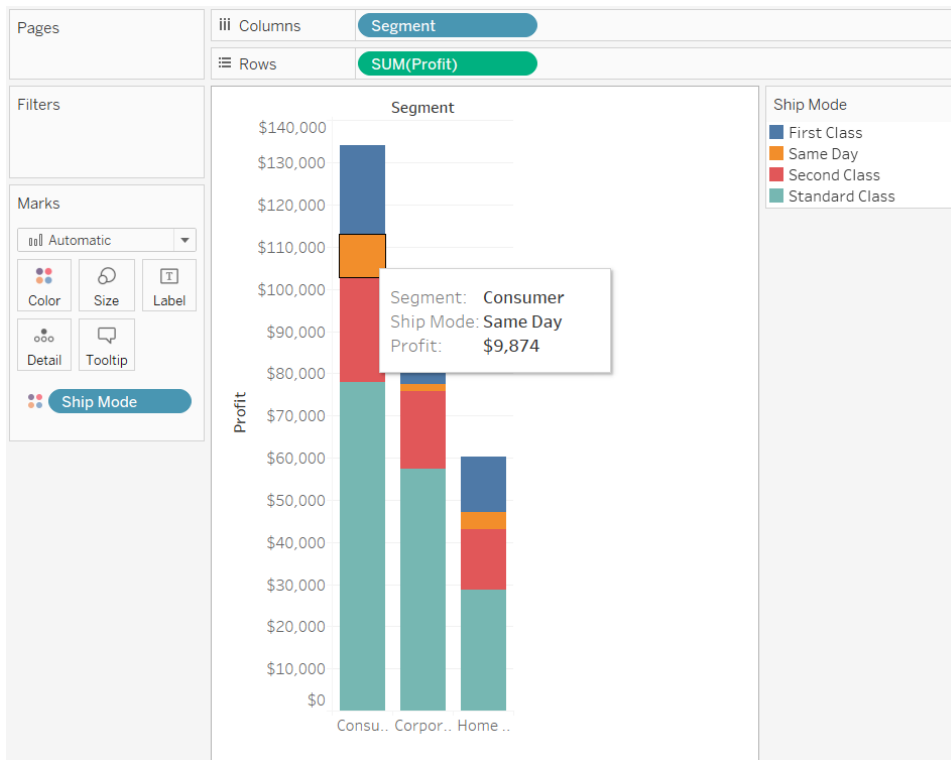 Pages
Columns
Segment
Rows
SUM(Profit)
Filters
Marks
Automatic
Color
Size
T
Label
Detail
Tooltip
Ship Mode
Segment
$140,000
$130,000
$120,000
$110,000
$100,000
$90,000
$80,000
$70,000
$60,000
$50,000
$40,000
$30,000
$20,000
$10,000
$0
Profit
Consu.. Corpor.. Home ..
Segment: Consumer
Ship Mode: Same Day
Profit: $9,874
Ship Mode
First Class
Same Day
Second Class
Standard Class